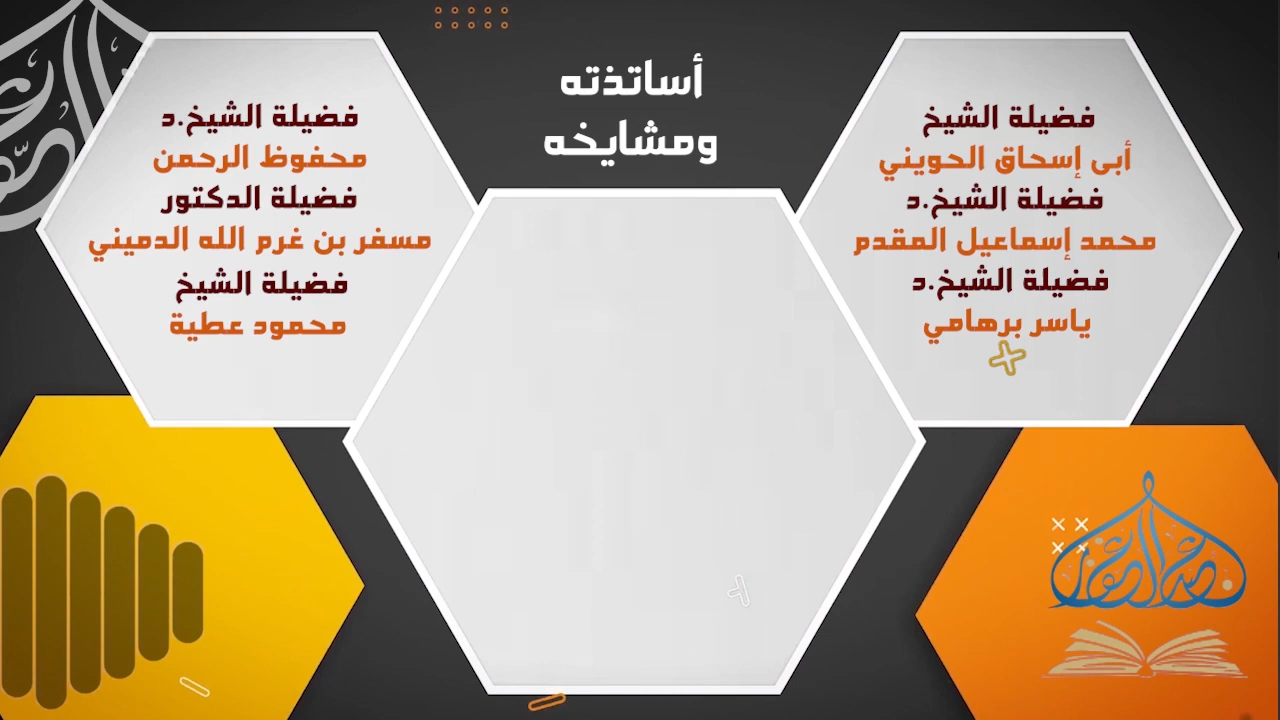 أساتذته
ومشايخه
فضيلة الشيخ
أبى إسحاق الحويني
فضيلة الشيخ.د
محمد إسماعيل المقدم
فضيلة الشيخ.د
ياسر برهامي
فضيلة الشيخ.د
محفوظ الرحمن
فضيلة الدكتور
مسفر بن غرم الله الدميني
فضيلة الشيخ
محمود عطية